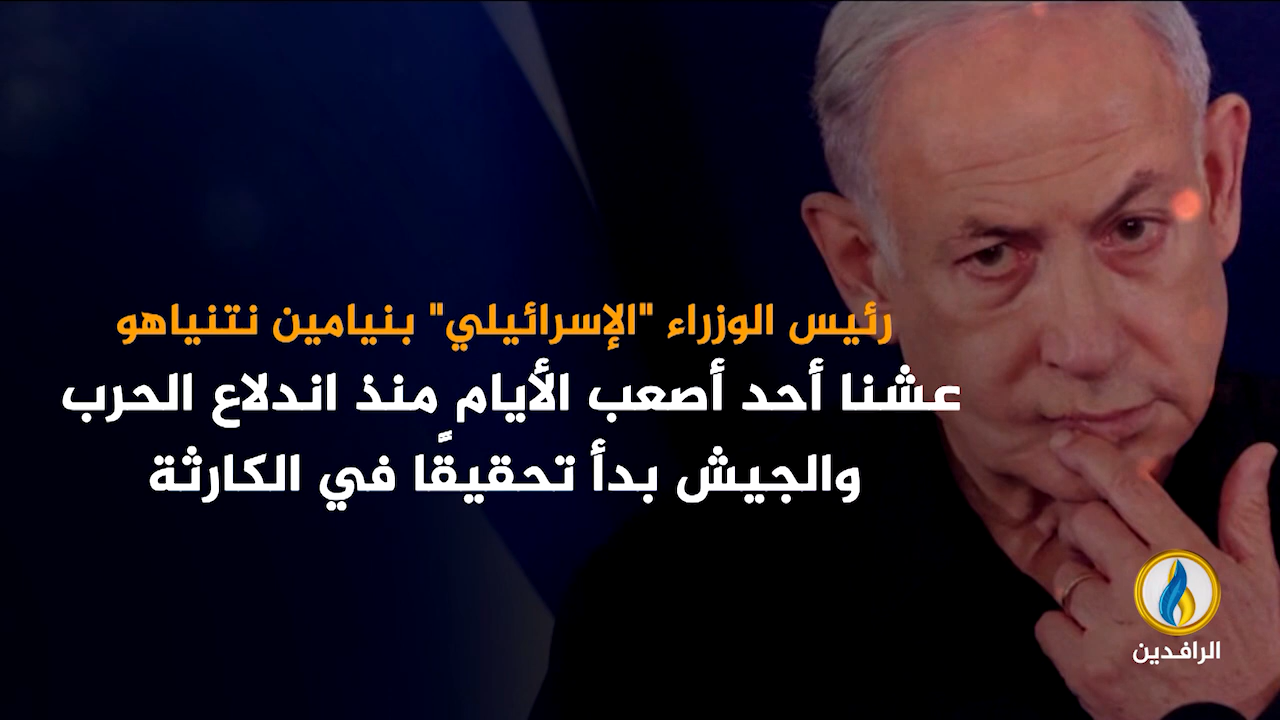 رئيس الوزراء "الإسرائيلي" بنيامين نتنياهو
عشنا أحد أصعب الأيام منذ اندلاع الحرب
والجيش بدأ تحقيقًا في الكارثة
الرافدين